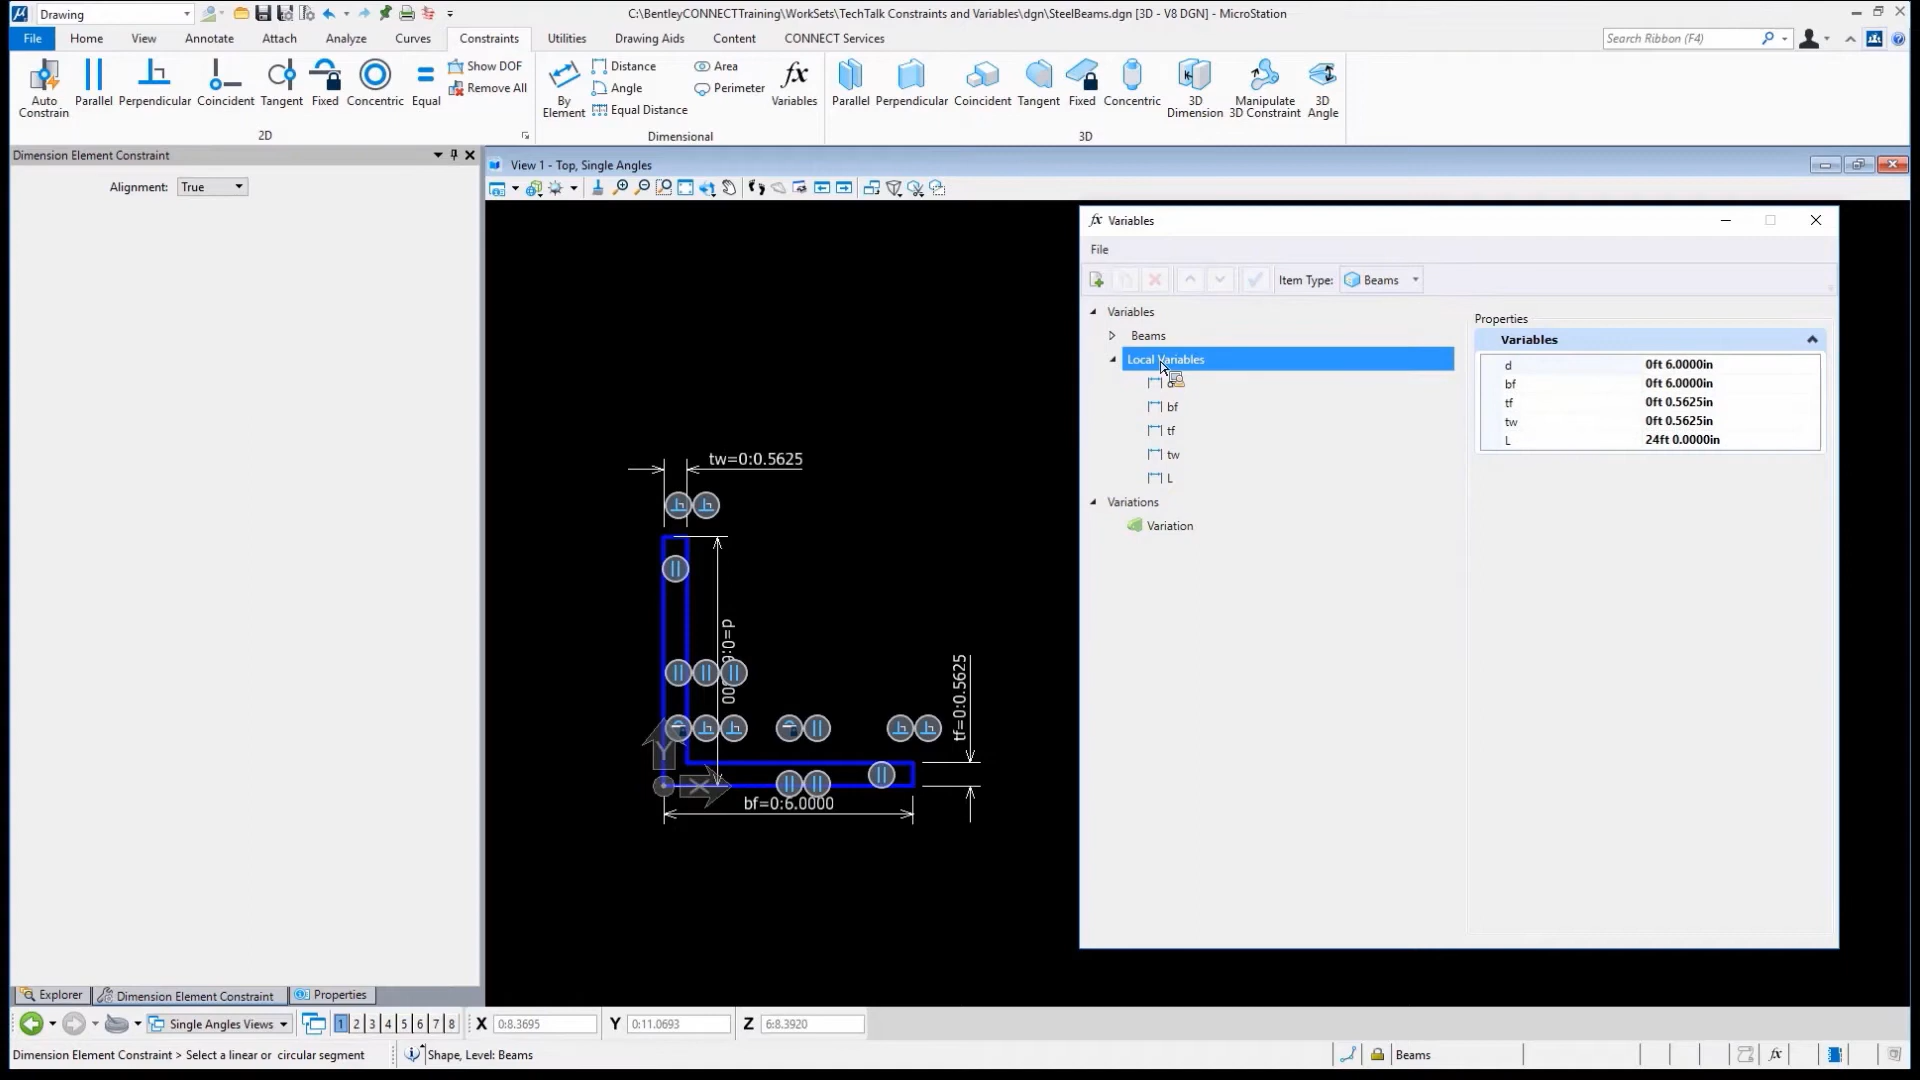 Drawing
C:\BentleyCONNECTTraining\WorkSets\TechTalk Constraints and Variables\dgn\SteelBeams.dgn [3D - V8 DGN] - MicroStation
File Home View Annotate Attach Analyze Curves Constraints Utilities Drawing Aids Content CONNECT Services
Search Ribbon (F4)
Auto Constrain
Parallel
Perpendicular
Coincident
Tangent
Fixed
Concentric
Equal
Show DOF
Remove All
2D
By Element
Distance
Angle
Equal Distance
Area
Perimeter
fx
Variables
Dimensional
Parallel
Perpendicular
Coincident
Tangent
Fixed
Concentric
3D Dimension
Manipulate 3D Constraint
3D Angle
3D
Dimension Element Constraint
Alignment: True
View 1 - Top, Single Angles
fx Variables
File
Item Type: Beams
Variables
Beams
Local Variables
bf
tf
tw
L
Variations
Variation
Properties
Variables
d 0ft 6.0000in
bf 0ft 6.0000in
tf 0ft 0.5625in
tw 0ft 0.5625in
L 24ft 0.0000in
tw=0:0.5625
tf=0:0.5625
Y
X
bf=0:6.0000
Explorer
Dimension Element Constraint
Properties
Single Angles Views
1 2 3 4 5 6 7 8
X 0:8.3695
Y 0:11.0693
Z 6:8.3920
Dimension Element Constraint > Select a linear or circular segment
Shape, Level: Beams
Beams
fx